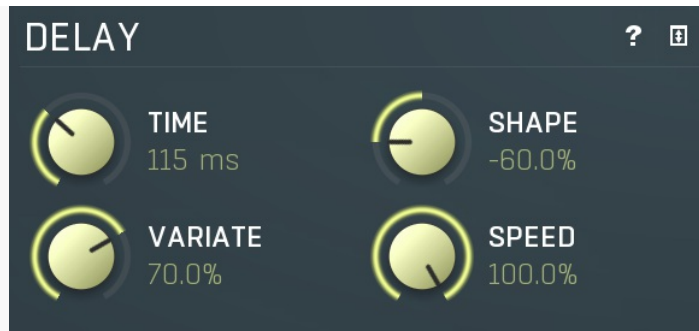 DELAY ?
TIME
115 ms
SHAPE
-60.0%
VARIATE
70.0%
SPEED
100.0%